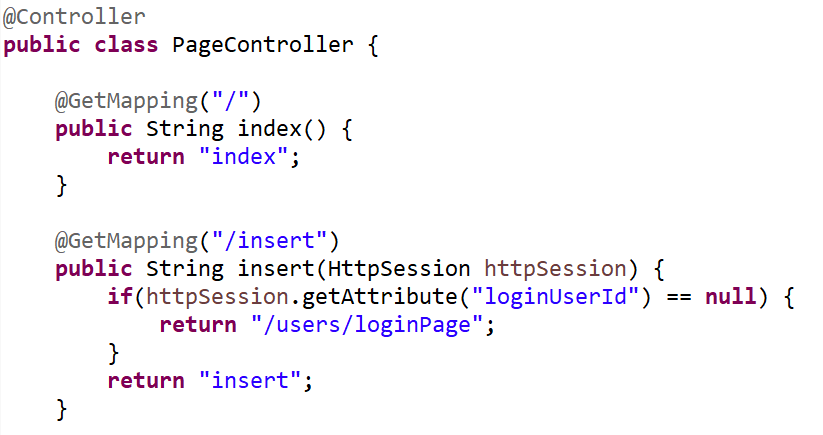 @Controller
public class PageController {
@GetMapping("/")
public String index() {
return "index";
}
@GetMapping("/insert")
public String insert(HttpSession httpSession) {
if(httpSession.getAttribute("loginUserId") == null) {
return "/users/loginPage";
}
return "insert";
}